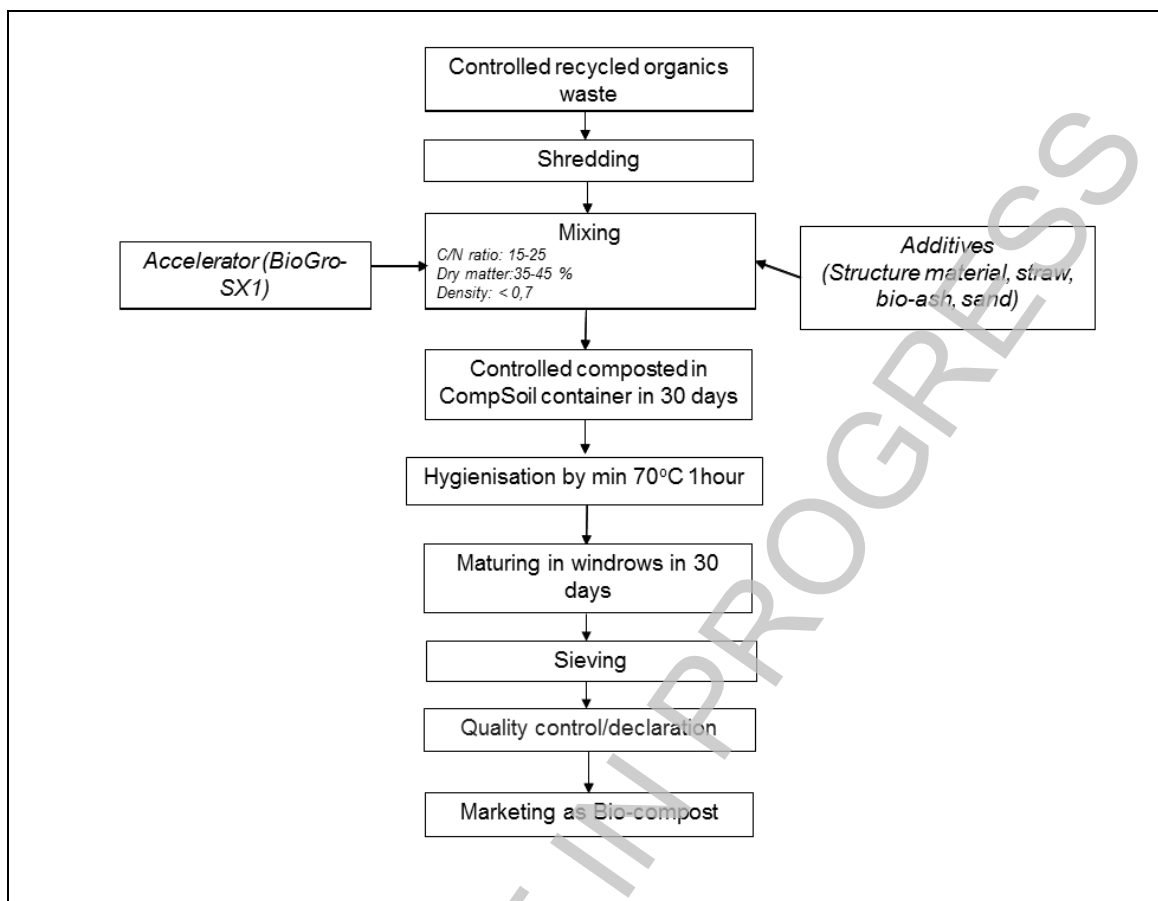 Controlled recycled organics
waste
Shredding
Mixing
C/N ratio: 15-25
Dry matter:35-45 %
Density: < 0,7
Accelerator (BioGro-
SX1)
Additives
(Structure material, straw,
bio-ash, sand)
Controlled composted in
CompSoil container in 30 days
Hygienisation by min 70°C 1hour
Maturing in windrows in 30
days
Sieving
Quality control/declaration
Marketing as Bio-compost
IN PROGRESS